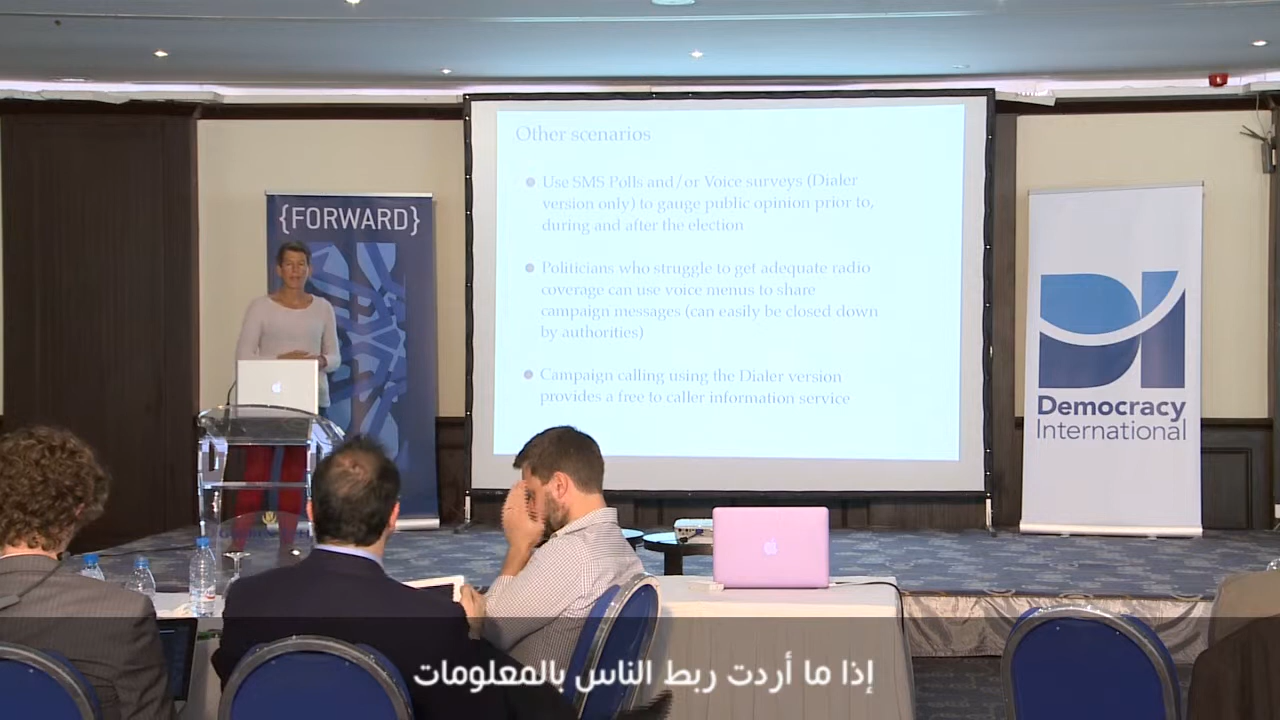 Other scenarios
Use SMS Polls and/or Voice surveys (Dialer
version only) to gauge public opinion prior to,
during and after the election
Politicians who struggle to get adequate radio
coverage can use voice menus to share
campaign messages (can easily be closed down
by authorities)
Campaign calling using the Dialer version
provides a free to caller information service
{FORWARD}
DI
Democracy
International
إذا ما أردت ربط الناس بالمعلومات